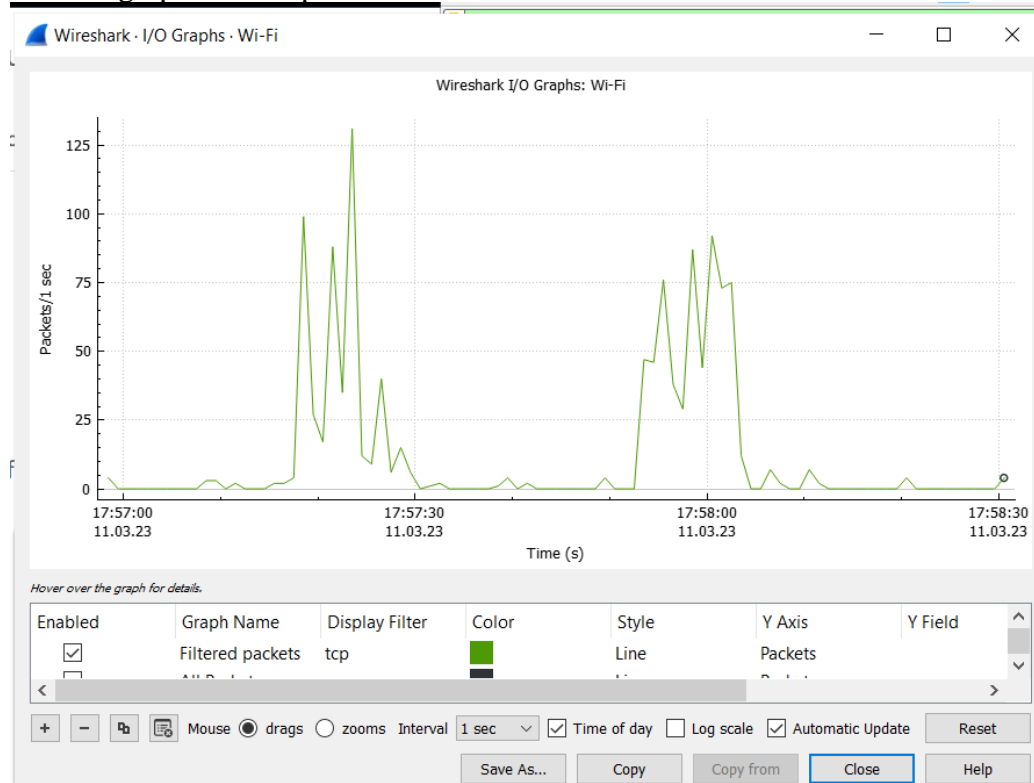 Wireshark · I/O Graphs · Wi-Fi
Wireshark I/O Graphs: Wi-Fi
Packets/1 sec
125
100
75
50
25
0
17:57:00 17:57:30 17:58:00 17:58:30
11.03.23 11.03.23 11.03.23 11.03.23
Time (s)
Hover over the graph for details.
Enabled Graph Name Display Filter Color Style Y Axis Y Field
Filtered packets tcp Line Packets
Mouse drags zooms Interval 1 sec Time of day Log scale Automatic Update Reset
Save As... Copy Copy from Close Help